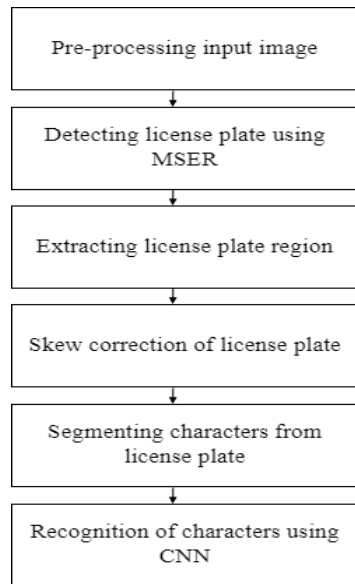 Pre-processing input image
Detecting license plate using
MSER
Extracting license plate region
Skew correction of license plate
Segmenting characters from
license plate
Recognition of characters using
CNN